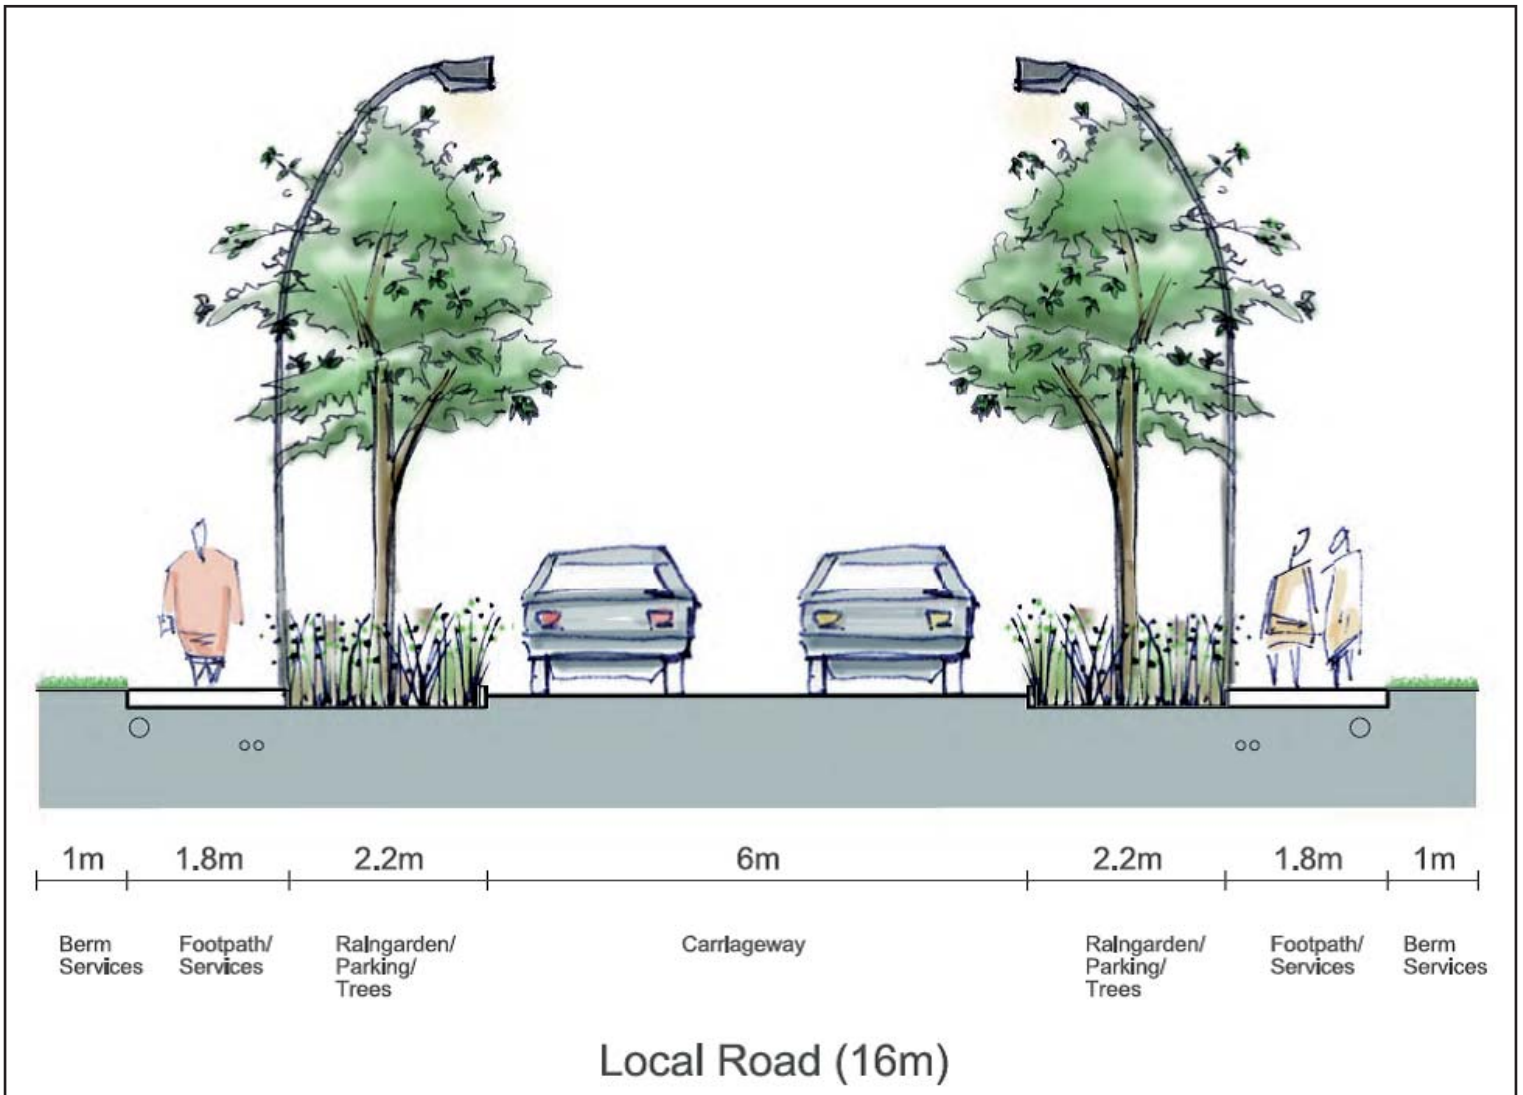 1m 1.8m 2.2m 6m 2.2m 1.8m 1m
Berm
Services
Footpath/
Services
Raingarden/
Parking/
Trees
Carriageway
Raingarden/
Parking/
Trees
Footpath/
Services
Berm
Services
Local Road (16m)